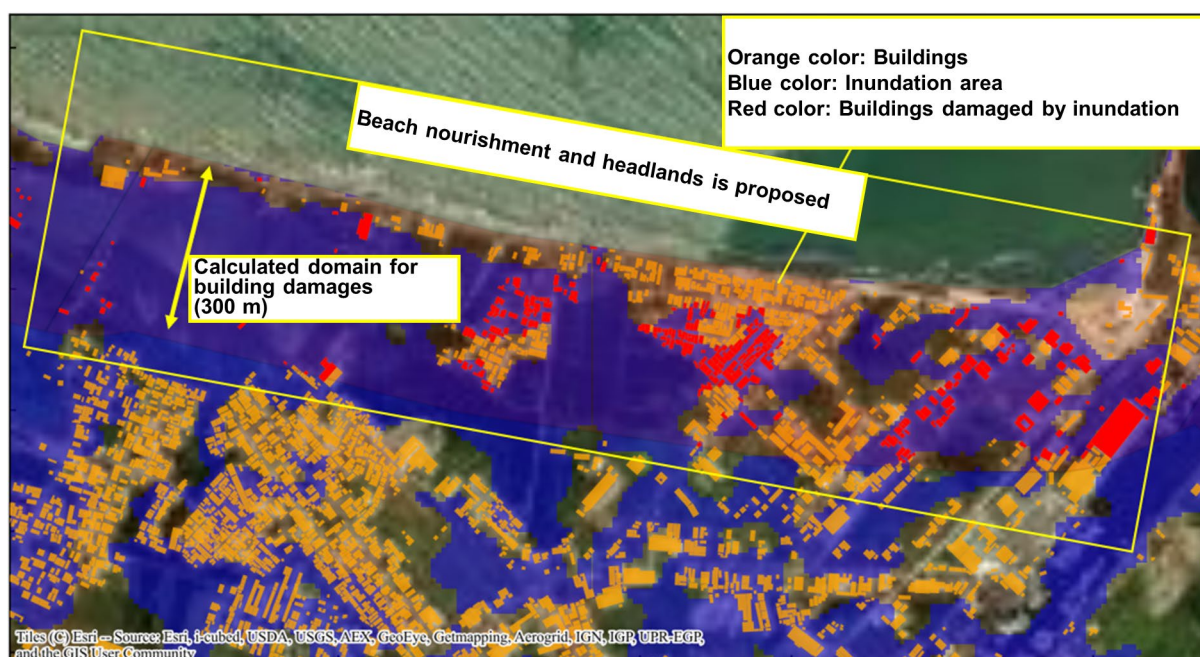 Orange color: Buildings
Blue color: Inundation area
Red color: Buildings damaged by inundation
Beach nourishment and headlands is proposed
Calculated domain for
building damages
(300 m)
Tiles (C) Esri -- Source: Esri, i-cubed, USDA, USGS, AEX, GeoEye, Getmapping, Aerogrid, IGN, IGP, UPR-EGP,
and the GIS User Community